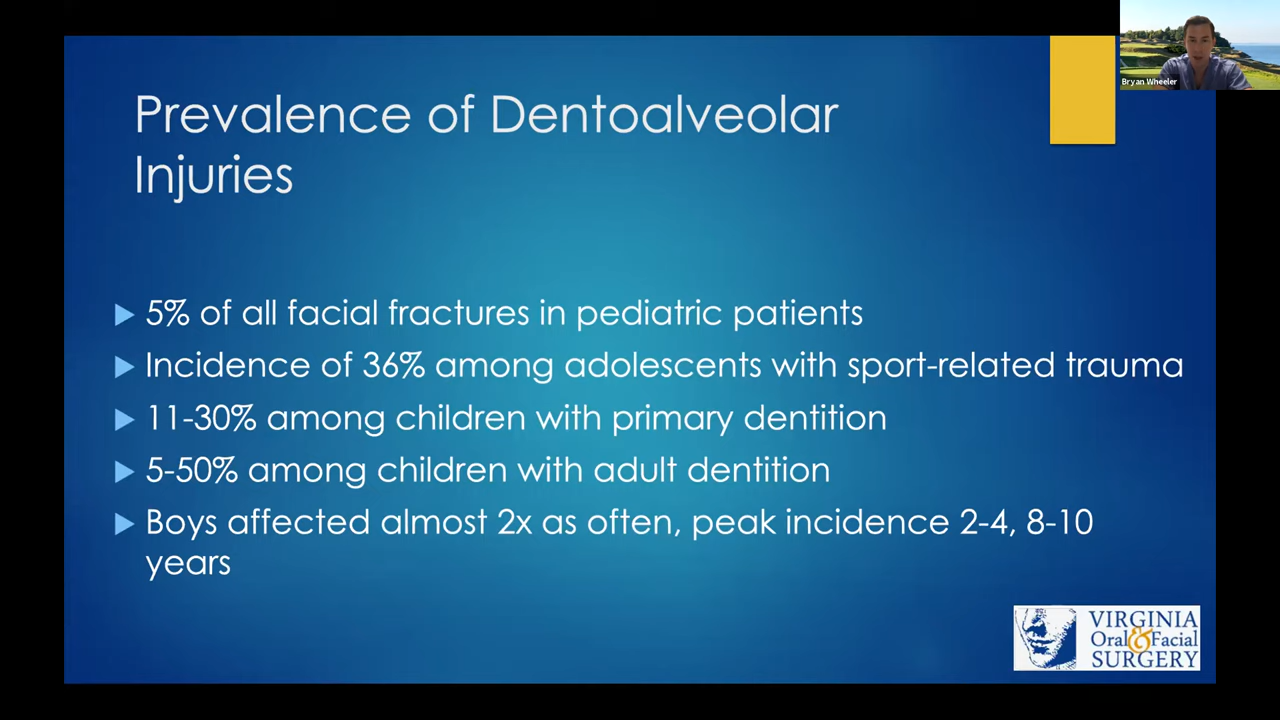 Bryan Wheeler
Prevalence of Dentoalveolar
Injuries
5% of all facial fractures in pediatric patients
Incidence of 36% among adolescents with sport-related trauma
11-30% among children with primary dentition
5-50% among children with adult dentition
Boys affected almost 2x as often, peak incidence 2-4, 8-10
years
VIRGINIA
Oral & Facial
SURGERY